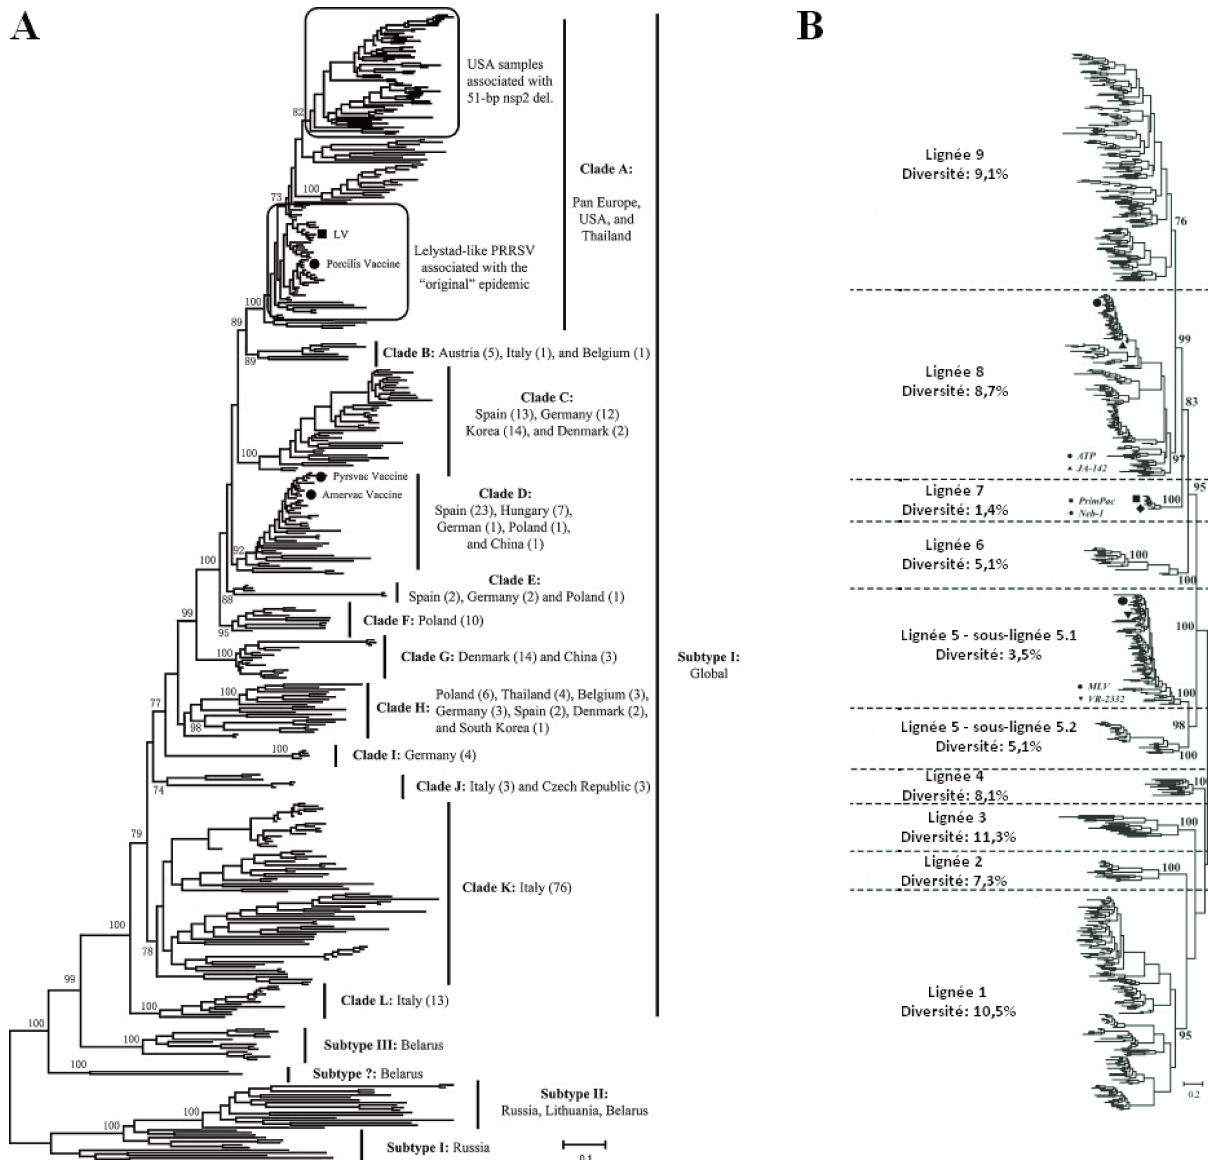 A
USA samples
associated with
51-bp nsp2 del.
82
100
73
Clade A:
Pan Europe,
USA, and
Thailand
LV
Porcilis Vaccine
Lelystad-like PRRSV
associated with the
“original” epidemic
100
89
89
Clade B: Austria (5), Italy (1), and Belgium (1)
Clade C:
Spain (13), Germany (12)
Korea (14), and Denmark (2)
100
Pyrsvac Vaccine
Amervac Vaccine
Clade D:
Spain (23), Hungary (7),
German (1), Poland (1),
and China (1)
92
100
88
Clade E:
Spain (2), Germany (2) and Poland (1)
99
95
Clade F: Poland (10)
100
Clade G: Denmark (14) and China (3)
Subtype I:
Global
77
100
98
Clade H:
Poland (6), Thailand (4), Belgium (3),
Germany (3), Spain (2), Denmark (2),
and South Korea (1)
100
Clade I: Germany (4)
74
Clade J: Italy (3) and Czech Republic (3)
79
Clade K: Italy (76)
100
78
99
100
Clade L: Italy (13)
100
100
Subtype III: Belarus
100
Subtype ?: Belarus
100
100
Subtype II:
Russia, Lithuania, Belarus
Subtype I: Russia
0.1
B
Lignée 9
Diversité: 9,1%
76
99
Lignée 8
Diversité: 8,7%
83
ATP
JA-142
97
95
Lignée 7
Diversité: 1,4%
PrimPac
Neb-1
100
Lignée 6
Diversité: 5,1%
100
100
Lignée 5 - sous-lignée 5.1
Diversité: 3,5%
100
MLV
VR-2332
100
98
Lignée 5 - sous-lignée 5.2
Diversité: 5,1%
100
Lignée 4
Diversité: 8,1%
Lignée 3
Diversité: 11,3%
100
Lignée 2
Diversité: 7,3%
100
Lignée 1
Diversité: 10,5%
95
0.2